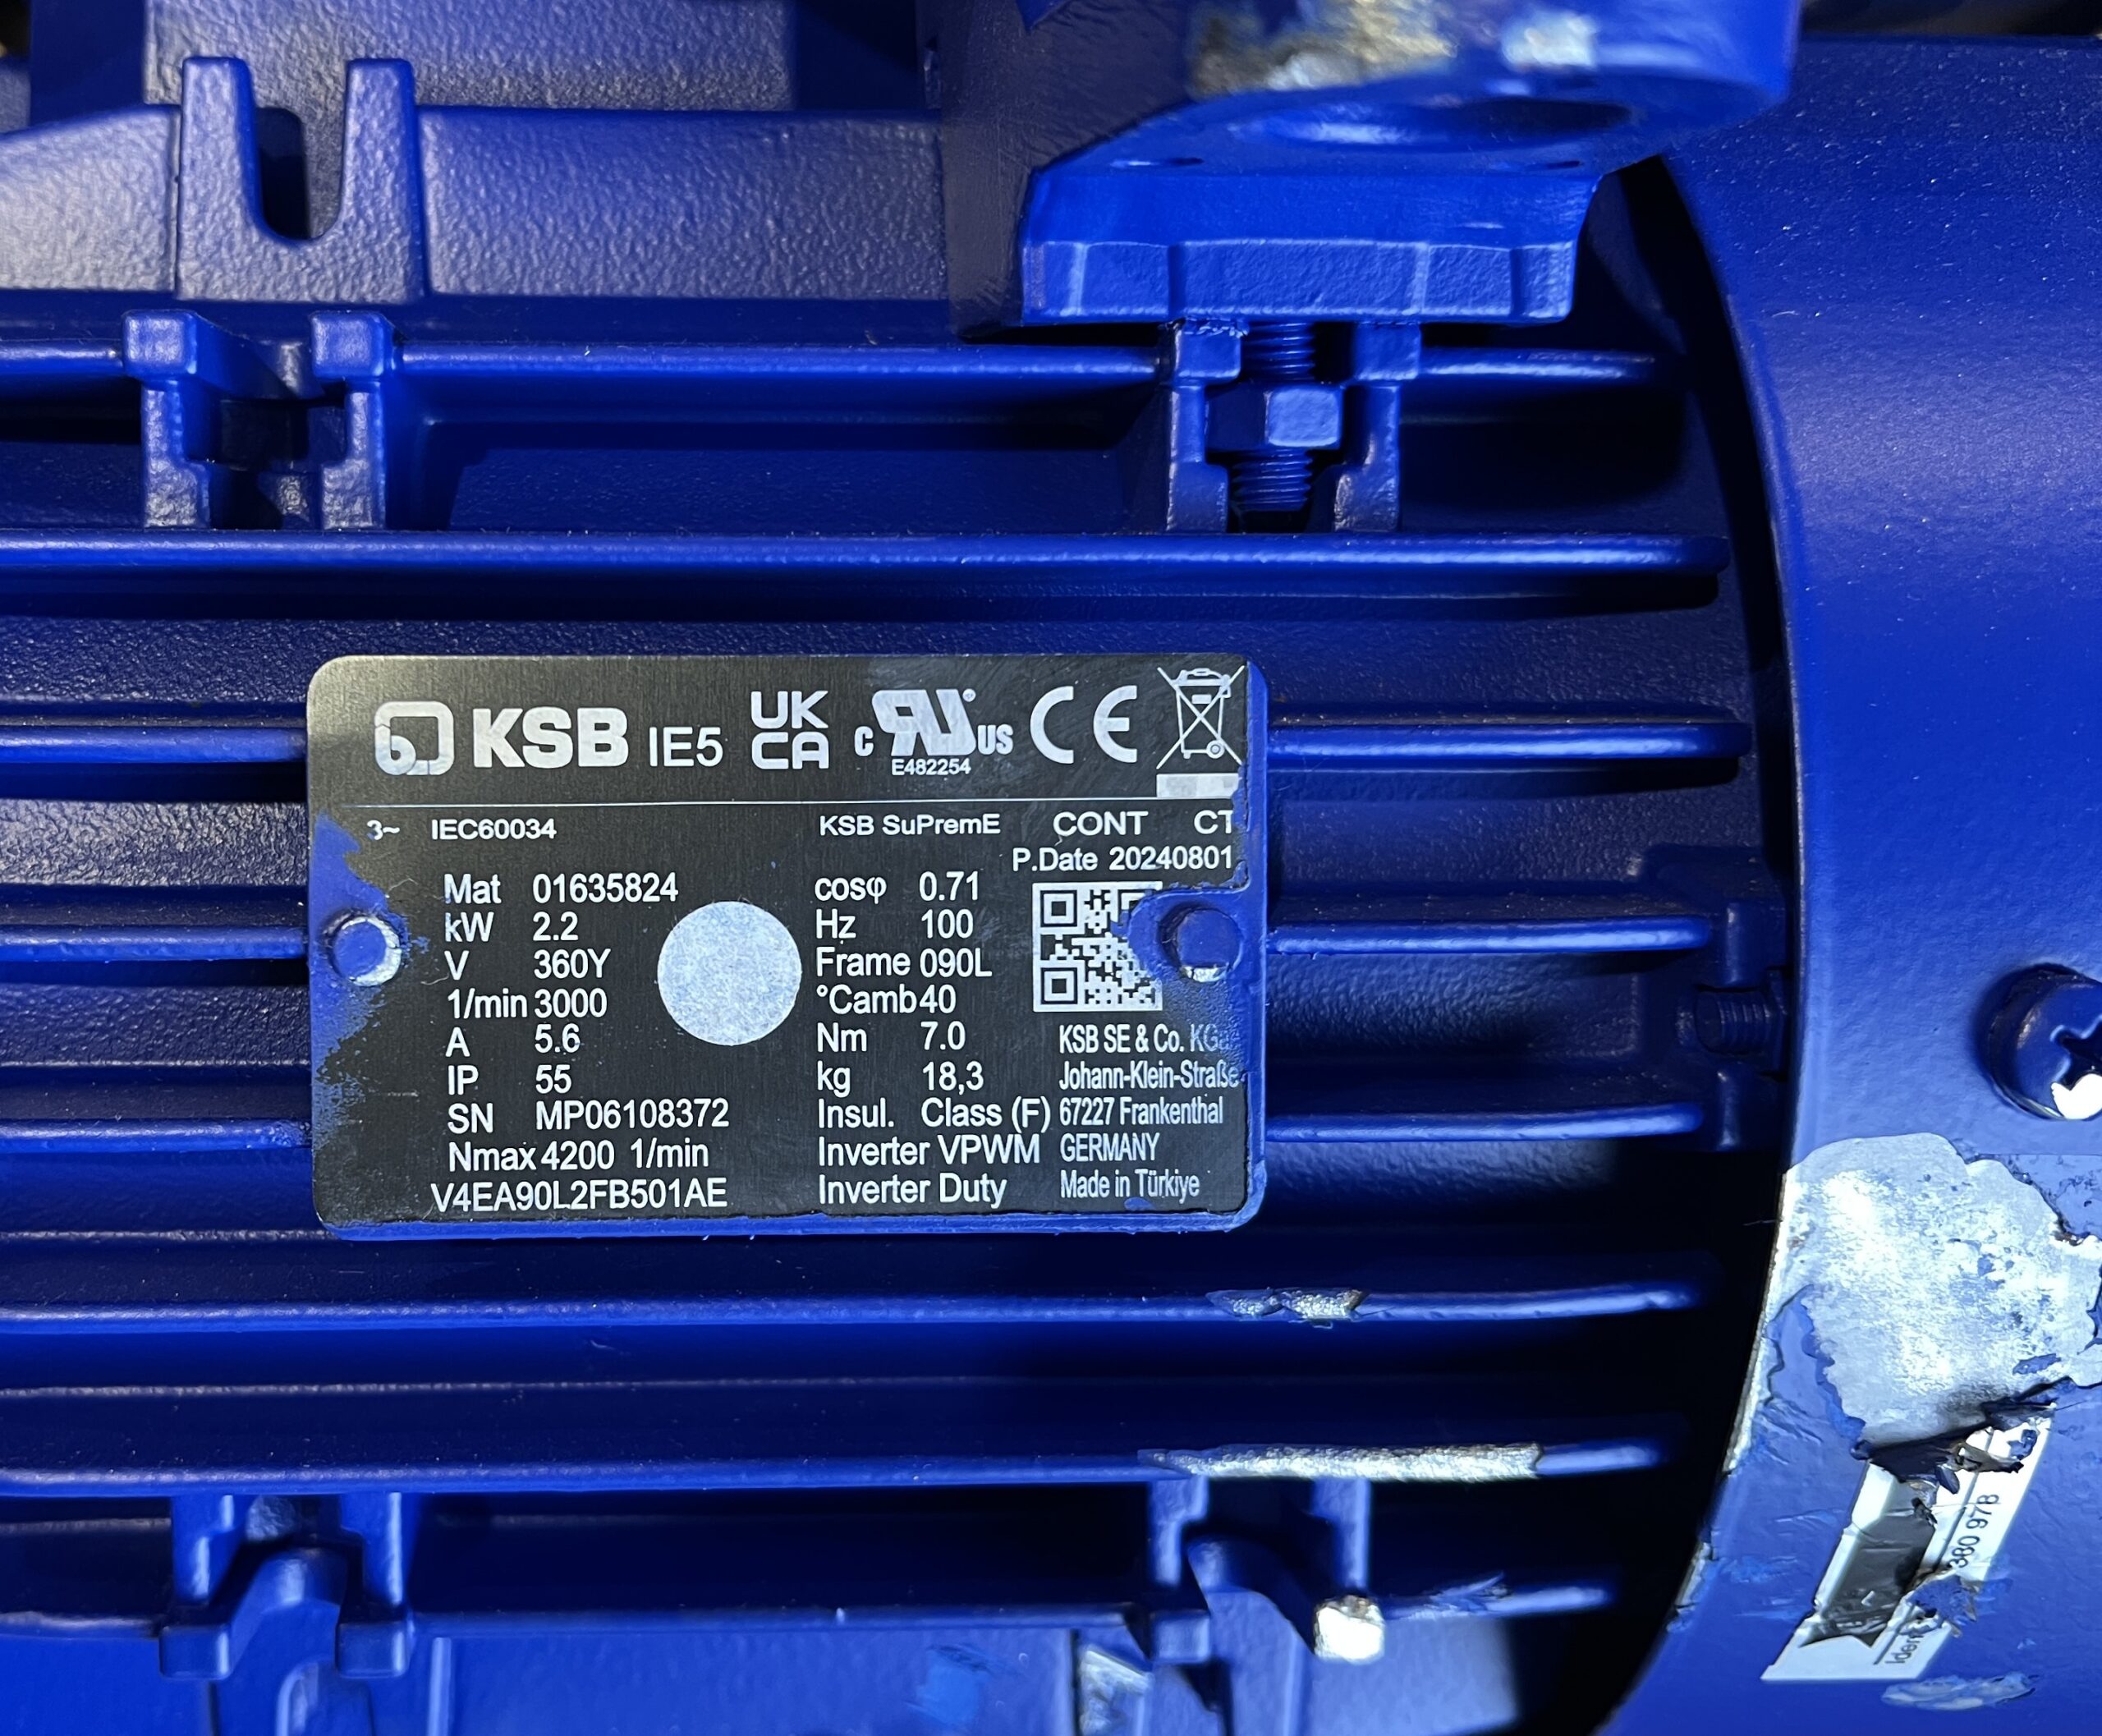 KSB IE5 UK CA c RU US CE
E482254
3~ IEC60034 KSB SuPremE CONT CT
P.Date 20240801
Mat 01635824 cosφ 0.71
kW 2.2 Hz 100
V 360Y Frame 090L
1/min 3000 °Camb 40
A 5.6 Nm 7.0
IP 55 kg 18,3
SN MP06108372 Insul. Class (F)
Nmax 4200 1/min Inverter VPWM
V4EA90L2FB501AE Inverter Duty
KSB SE & Co.
Johann-Klein-Straße
67227 Frankenthal
GERMANY
Made in Türkiye